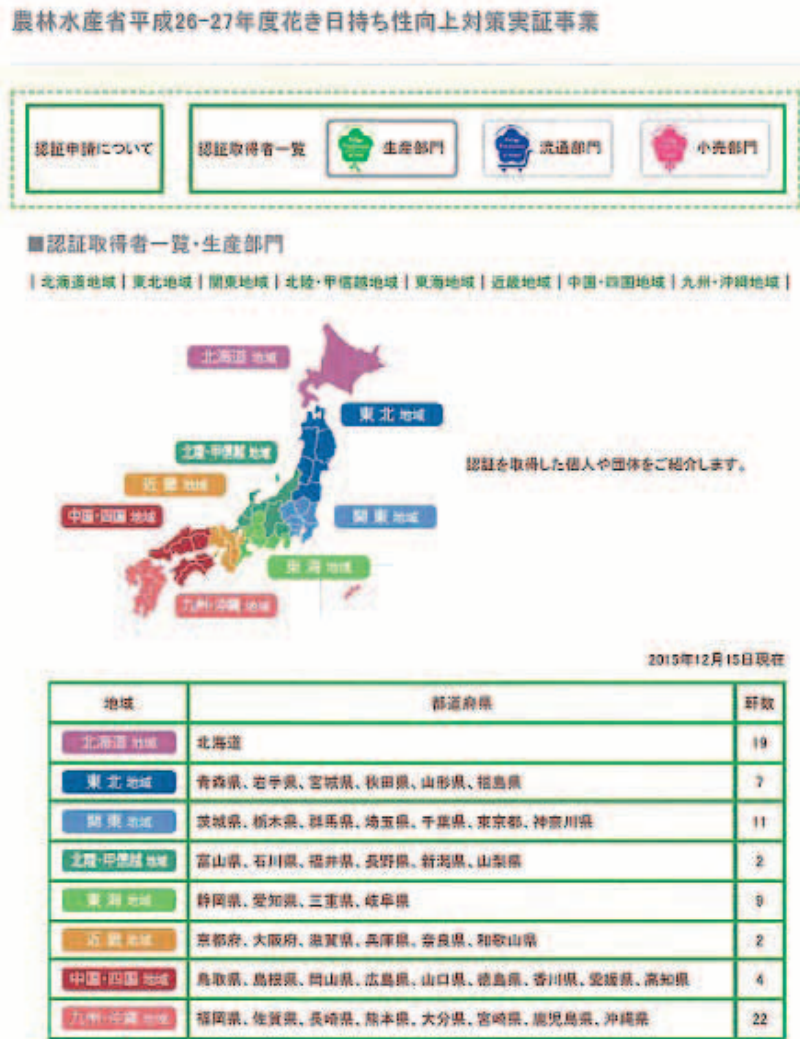 農林水産省平成26-27年度花き日持ち性向上対策実証事業
認証申請について
認証取得者一覧
生産部門
流通部門
小売部門
■認証取得者一覧・生産部門
| 北海道地域 | 東北地域 | 関東地域 | 北陸・甲信越地域 | 東海地域 | 近畿地域 | 中国・四国地域 | 九州・沖縄地域 |
北海道 地域
東北 地域
北陸・甲信越 地域
認証を取得した個人や団体をご紹介します。
近畿 地域
中国・四国 地域
関東 地域
東海 地域
九州・沖縄 地域
2015年12月15日現在
地域 都道府県 軒数
北海道 地域 北海道 19
東北 地域 青森県、岩手県、宮城県、秋田県、山形県、福島県 7
関東 地域 茨城県、栃木県、群馬県、埼玉県、千葉県、東京都、神奈川県 11
北陸・甲信越 地域 富山県、石川県、福井県、長野県、新潟県、山梨県 2
東海 地域 静岡県、愛知県、三重県、岐阜県 9
近畿 地域 京都府、大阪府、滋賀県、兵庫県、奈良県、和歌山県 2
中国・四国 地域 鳥取県、島根県、岡山県、広島県、山口県、徳島県、香川県、愛媛県、高知県 4
九州・沖縄 地域 福岡県、佐賀県、長崎県、熊本県、大分県、宮崎県、鹿児島県、沖縄県 22